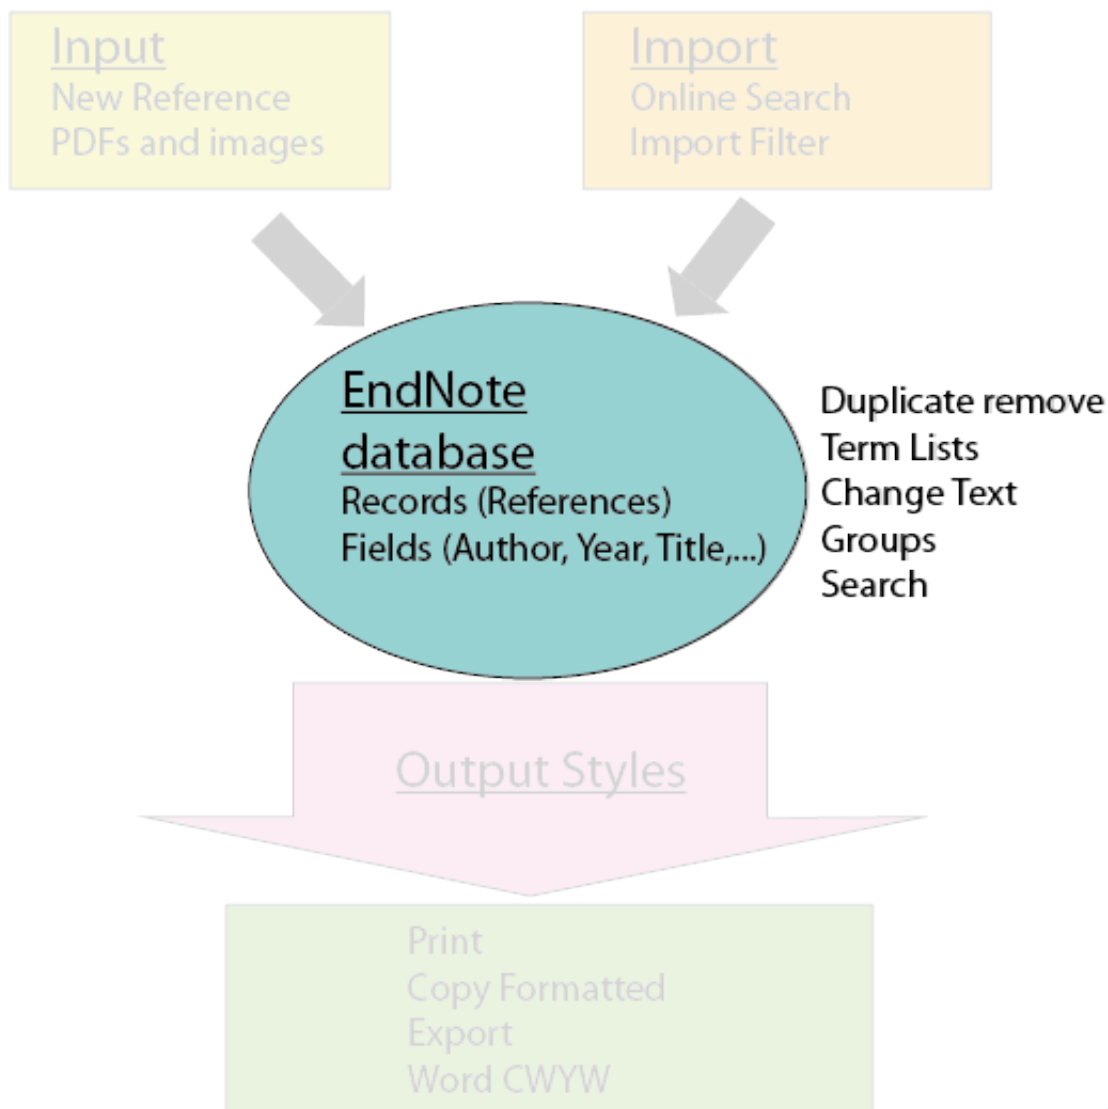 Input
New Reference
PDFs and images
Import
Online Search
Import Filter
EndNote
database
Records (References)
Fields (Author, Year, Title,...)
Duplicate remove
Term Lists
Change Text
Groups
Search
Output Styles
Print
Copy Formatted
Export
Word CWYW